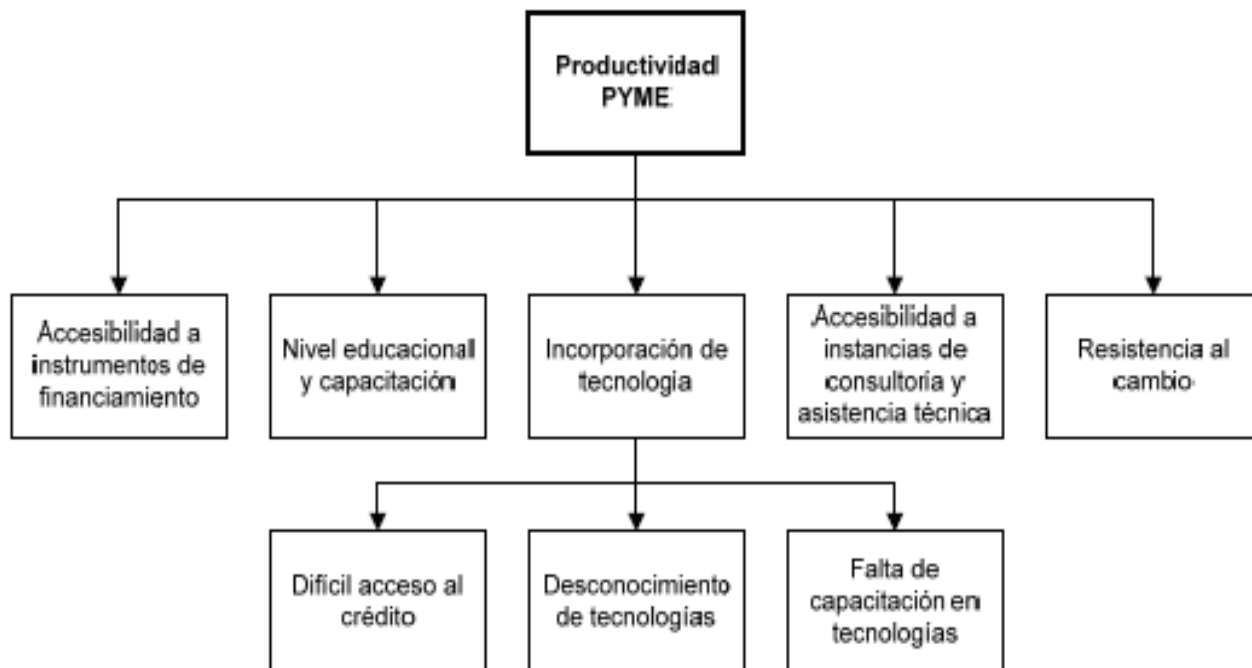 Productividad
PYME
Accesibilidad a
instrumentos de
financiamiento
Nivel educacional
y capacitación
Incorporación de
tecnología
Accesibilidad a
instancias de
consultoría y
asistencia técnica
Resistencia al
cambio
Difícil acceso al
crédito
Desconocimiento
de tecnologías
Falta de
capacitación en
tecnologías